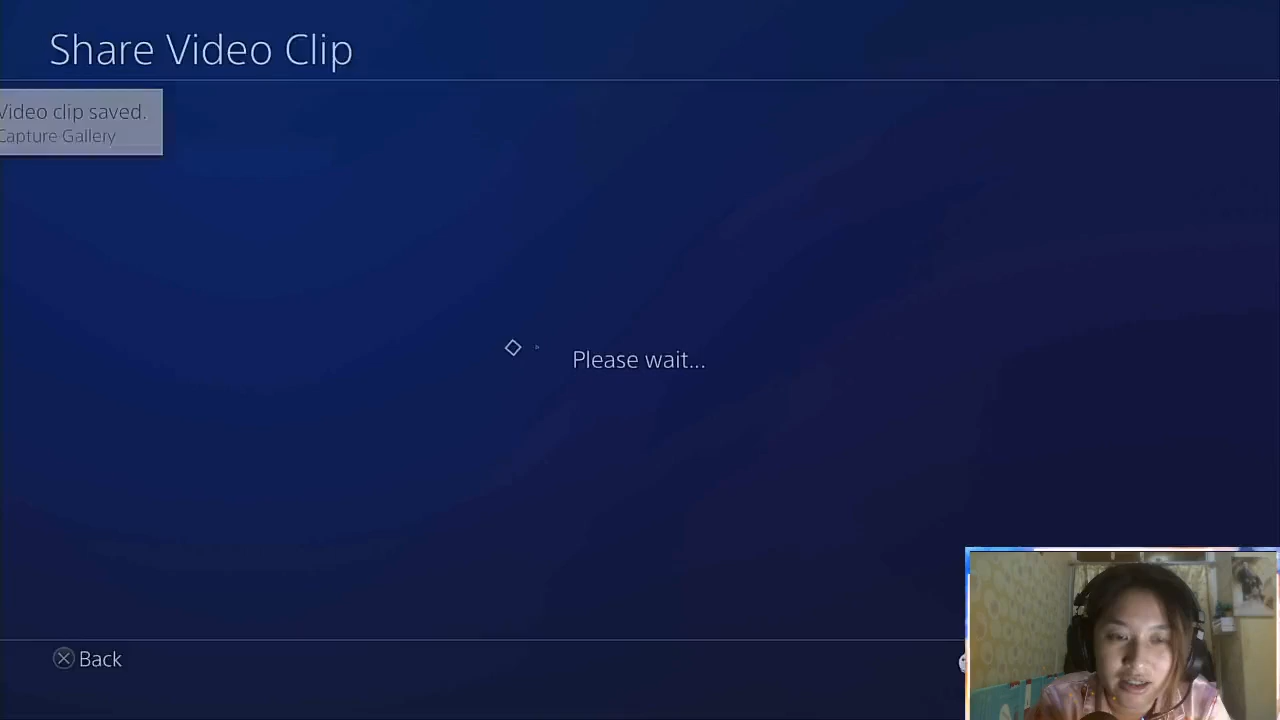 Share Video Clip
Video clip saved.
Capture Gallery
Please wait...
Back